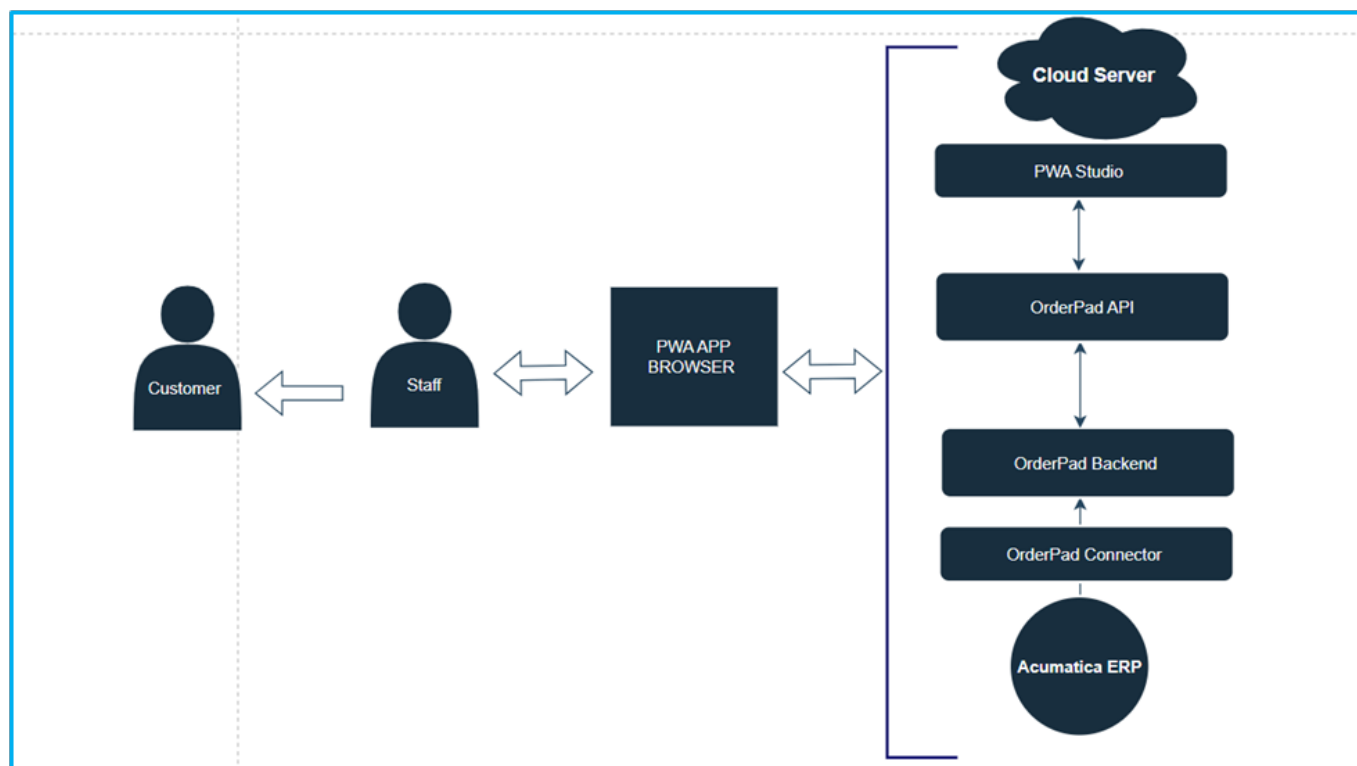 Cloud Server
PWA Studio
OrderPad API
Customer
Staff
PWA APP
BROWSER
OrderPad Backend
OrderPad Connector
Acumatica ERP